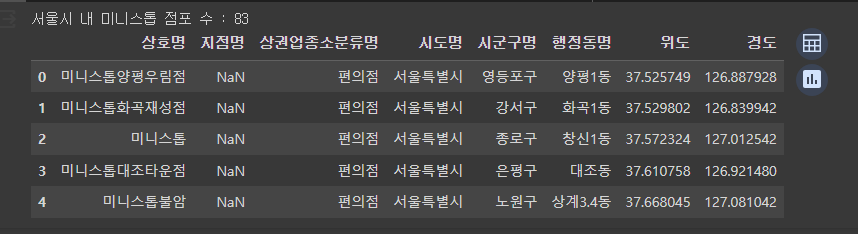 서울시 내 미니스톱 점포 수 : 83
상호명 지점명 상권업종소분류명 시도명 시군구명 행정동명 위도 경도
0 미니스톱양평우림점 NaN 편의점 서울특별시 영등포구 양평1동 37.525749 126.887928
1 미니스톱화곡재성점 NaN 편의점 서울특별시 강서구 화곡1동 37.529802 126.839942
2 미니스톱 NaN 편의점 서울특별시 종로구 창신1동 37.572324 127.012542
3 미니스톱대조타운점 NaN 편의점 서울특별시 은평구 대조동 37.610758 126.921480
4 미니스톱불암 NaN 편의점 서울특별시 노원구 상계3.4동 37.668045 127.081042